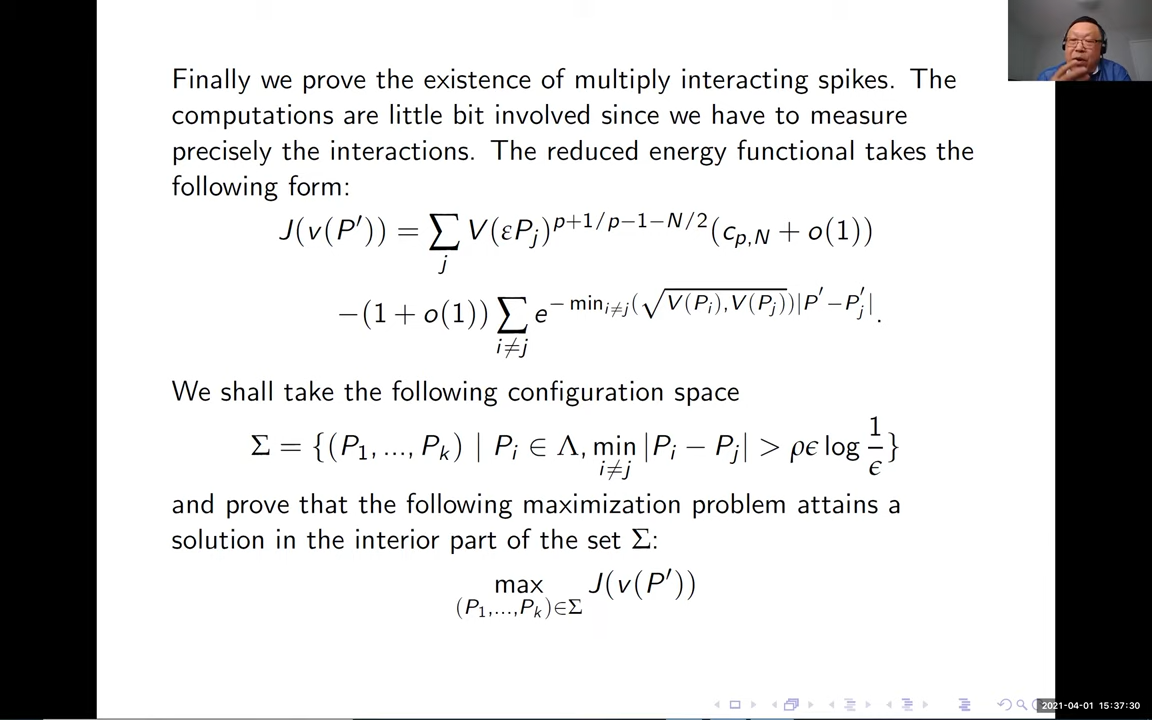 Finally we prove the existence of multiply interacting spikes. The
computations are little bit involved since we have to measure
precisely the interactions. The reduced energy functional takes the
following form:
J(v(P′)) = ∑_j V(εP_j)^{p+1/p−1−N/2}(c_{p,N} + o(1))
−(1 + o(1)) ∑_{i≠j} e^{− min_{i≠j}(√V(P_i),V(P_j))|P′−P′_j|}.
We shall take the following configuration space
Σ = {(P_1, ..., P_k) | P_i ∈ Λ, min_{i≠j} |P_i − P_j| > ρϵ log 1/ϵ}
and prove that the following maximization problem attains a
solution in the interior part of the set Σ:
max_{(P_1,...,P_k)∈Σ} J(v(P′))
2021-04-01 15:37:30